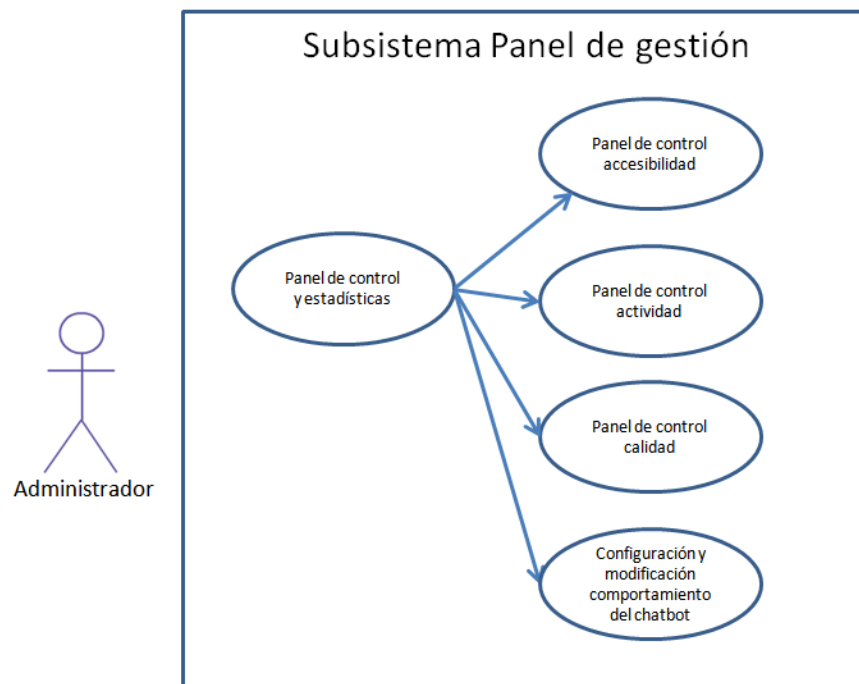 Subsistema Panel de gestión
Panel de control
accesibilidad
Panel de control
y estadísticas
Panel de control
actividad
Panel de control
calidad
Administrador
Configuración y
modificación
comportamiento
del chatbot